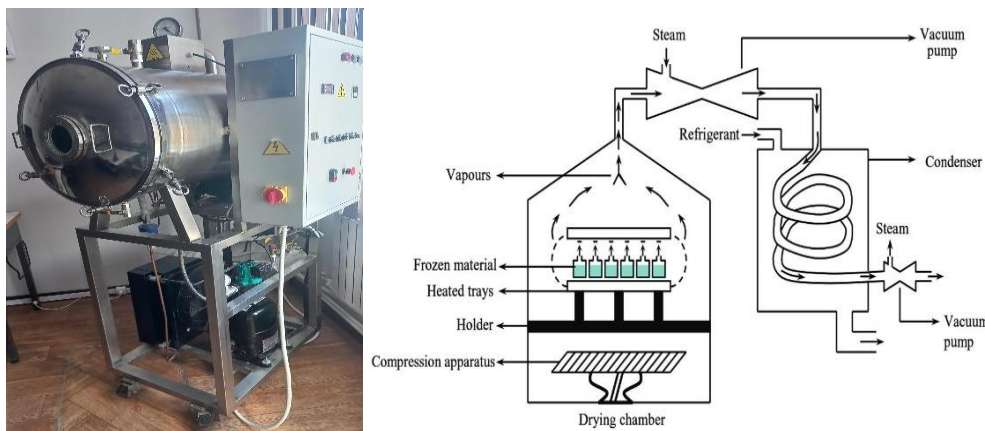 Steam
Vacuum
pump
Refrigerant
Condenser
Vapours
Steam
Frozen material
Heated trays
Holder
Vacuum
pump
Compression apparatus
Drying chamber